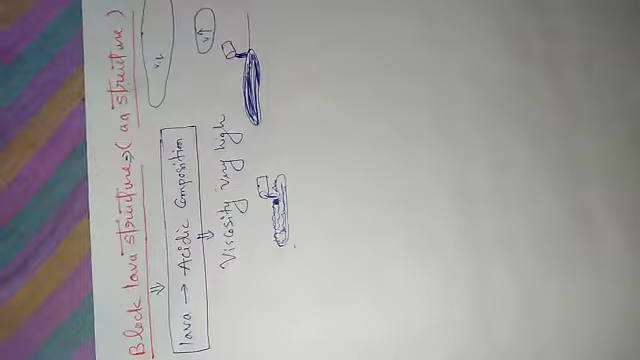 Block lava structure ⇒ (aa structure)
V↓
V↑
⇓
lava → Acidic Composition
⇓
Viscosity Very high